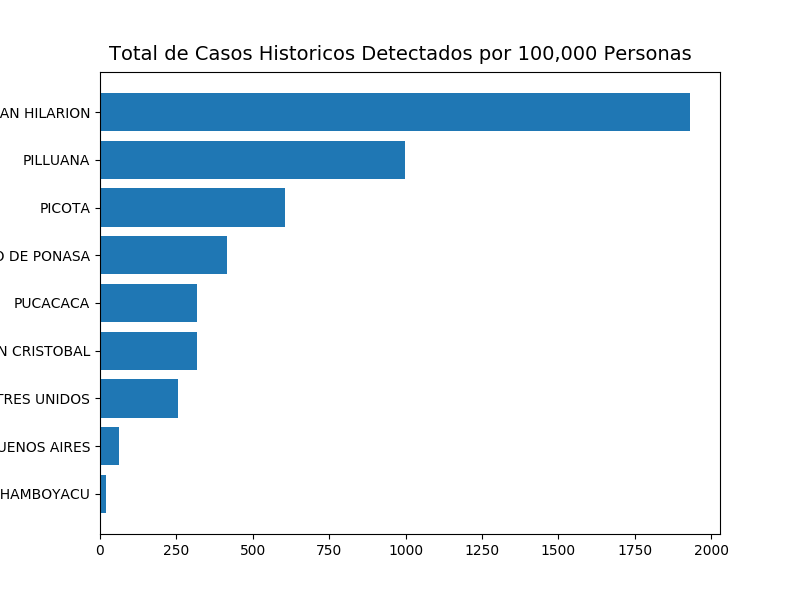 Total de Casos Historicos Detectados por 100,000 Personas
AN HILARION
PILLUANA
PICOTA
O DE PONASA
PUCACACA
N CRISTOBAL
TRES UNIDOS
UENOS AIRES
HAMBOYACU
0 250 500 750 1000 1250 1500 1750 2000